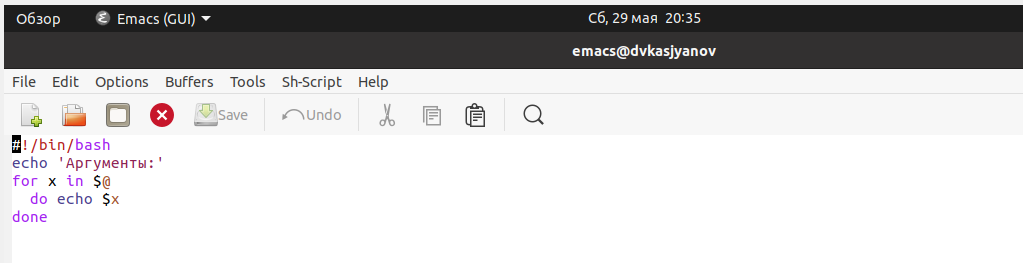 Обзор Emacs (GUI) Сб, 29 мая 20:35
emacs@dvkasjyanov
File Edit Options Buffers Tools Sh-Script Help
Save Undo
#!/bin/bash
echo 'Аргументы:'
for x in $@
  do echo $x
done